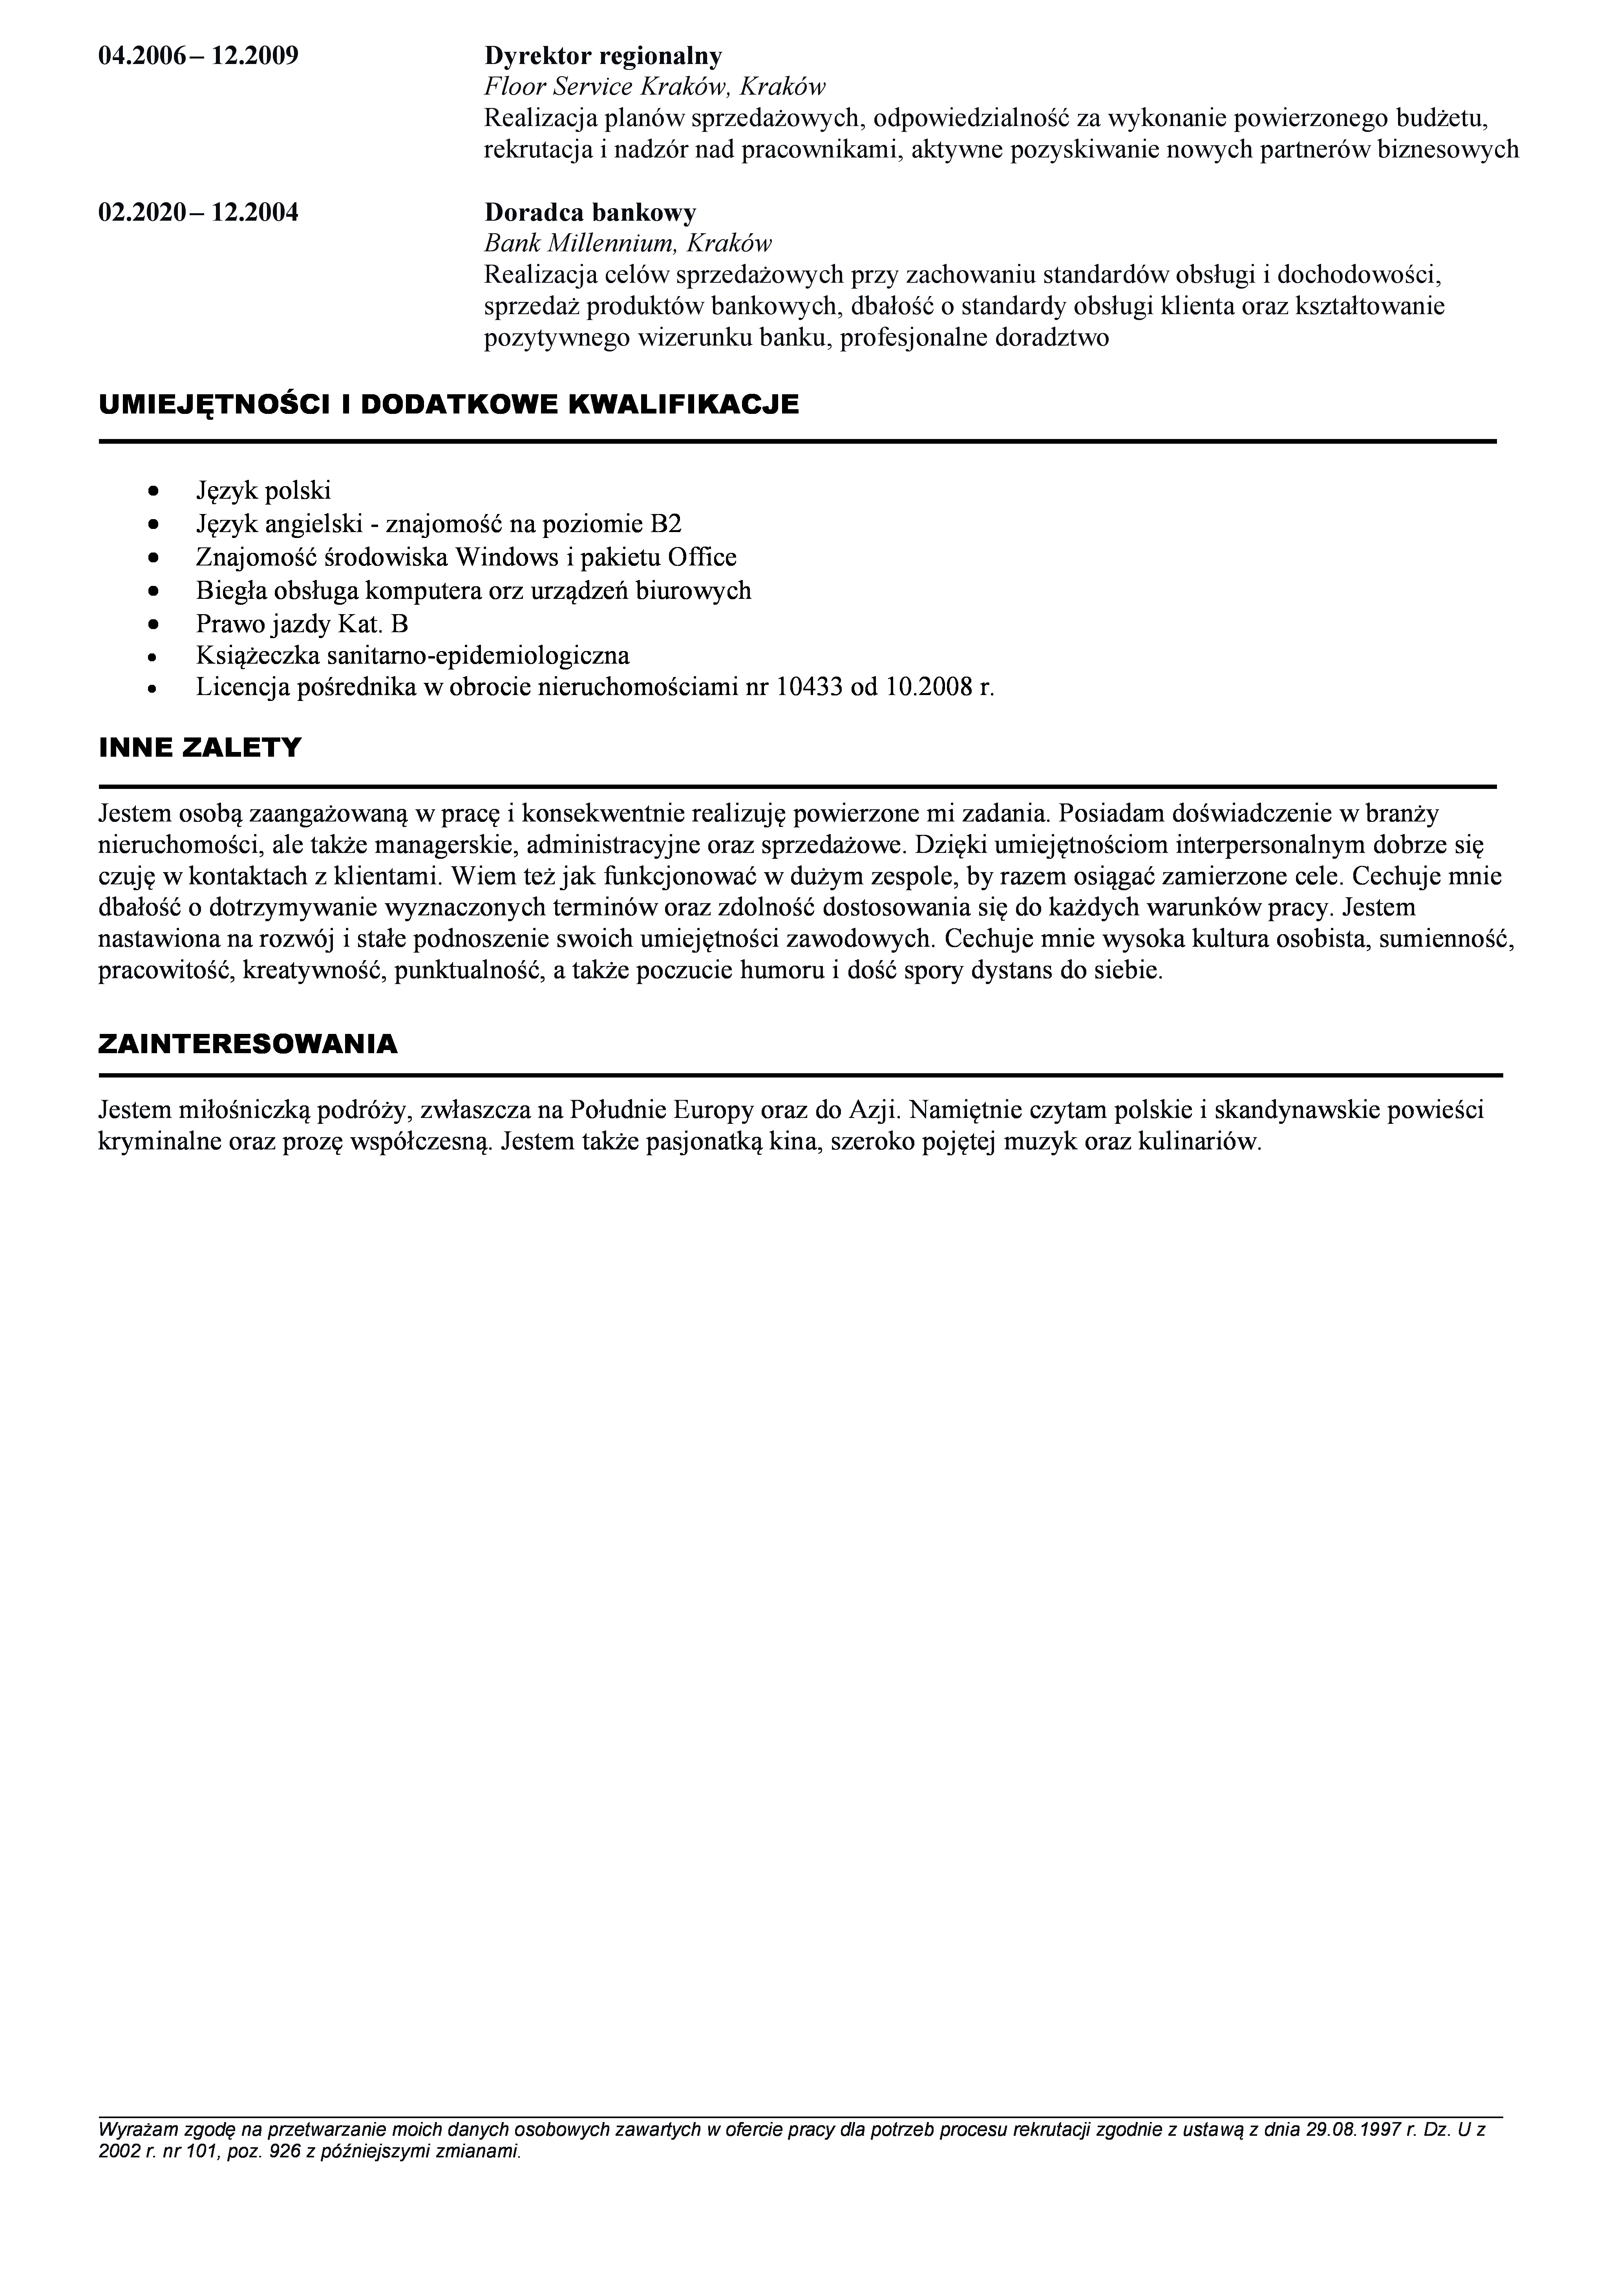 04.2006 – 12.2009 Dyrektor regionalny
Floor Service Kraków, Kraków
Realizacja planów sprzedażowych, odpowiedzialność za wykonanie powierzonego budżetu,
rekrutacja i nadzór nad pracownikami, aktywne pozyskiwanie nowych partnerów biznesowych
02.2020 – 12.2004 Doradca bankowy
Bank Millennium, Kraków
Realizacja celów sprzedażowych przy zachowaniu standardów obsługi i dochodowości,
sprzedaż produktów bankowych, dbałość o standardy obsługi klienta oraz kształtowanie
pozytywnego wizerunku banku, profesjonalne doradztwo
UMIEJĘTNOŚCI I DODATKOWE KWALIFIKACJE
• Język polski
• Język angielski - znajomość na poziomie B2
• Znajomość środowiska Windows i pakietu Office
• Biegła obsługa komputera orz urządzeń biurowych
• Prawo jazdy Kat. B
• Książeczka sanitarno-epidemiologiczna
• Licencja pośrednika w obrocie nieruchomościami nr 10433 od 10.2008 r.
INNE ZALETY
Jestem osobą zaangażowaną w pracę i konsekwentnie realizuję powierzone mi zadania. Posiadam doświadczenie w branży
nieruchomości, ale także managerskie, administracyjne oraz sprzedażowe. Dzięki umiejętnościom interpersonalnym dobrze się
czuję w kontaktach z klientami. Wiem też jak funkcjonować w dużym zespole, by razem osiągać zamierzone cele. Cechuje mnie
dbałość o dotrzymywanie wyznaczonych terminów oraz zdolność dostosowania się do każdych warunków pracy. Jestem
nastawiona na rozwój i stałe podnoszenie swoich umiejętności zawodowych. Cechuje mnie wysoka kultura osobista, sumienność,
pracowitość, kreatywność, punktualność, a także poczucie humoru i dość spory dystans do siebie.
ZAINTERESOWANIA
Jestem miłośniczką podróży, zwłaszcza na Południe Europy oraz do Azji. Namiętnie czytam polskie i skandynawskie powieści
kryminalne oraz prozę współczesną. Jestem także pasjonatką kina, szeroko pojętej muzyk oraz kulinariów.
Wyrażam zgodę na przetwarzanie moich danych osobowych zawartych w ofercie pracy dla potrzeb procesu rekrutacji zgodnie z ustawą z dnia 29.08.1997 r. Dz. U z
2002 r. nr 101, poz. 926 z późniejszymi zmianami.